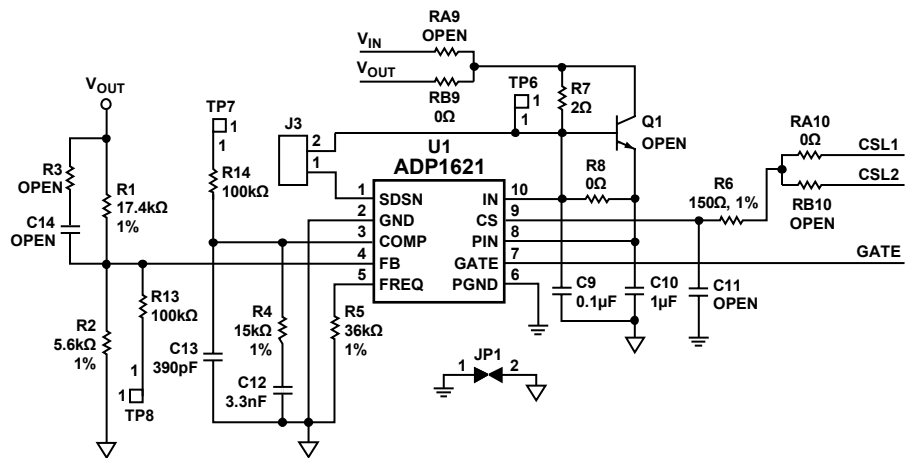 RA9
OPEN
V_IN
V_OUT
RB9
0Ω
R7
2Ω
TP6
1
1
Q1
OPEN
V_OUT
TP7
1
1
J3
2
1
U1
ADP1621
R3
OPEN
R1
17.4kΩ
1%
C14
OPEN
R14
100kΩ
1 SDSN
2 GND
3 COMP
4 FB
5 FREQ
IN 10
CS 9
PIN 8
GATE 7
PGND 6
R8
0Ω
RA10
0Ω
CSL1
CSL2
RB10
OPEN
R6
150Ω, 1%
GATE
R2
5.6kΩ
1%
R13
100kΩ
1
1
TP8
C13
390pF
R4
15kΩ
1%
C12
3.3nF
R5
36kΩ
1%
C9
0.1µF
C10
1µF
C11
OPEN
JP1
1
2